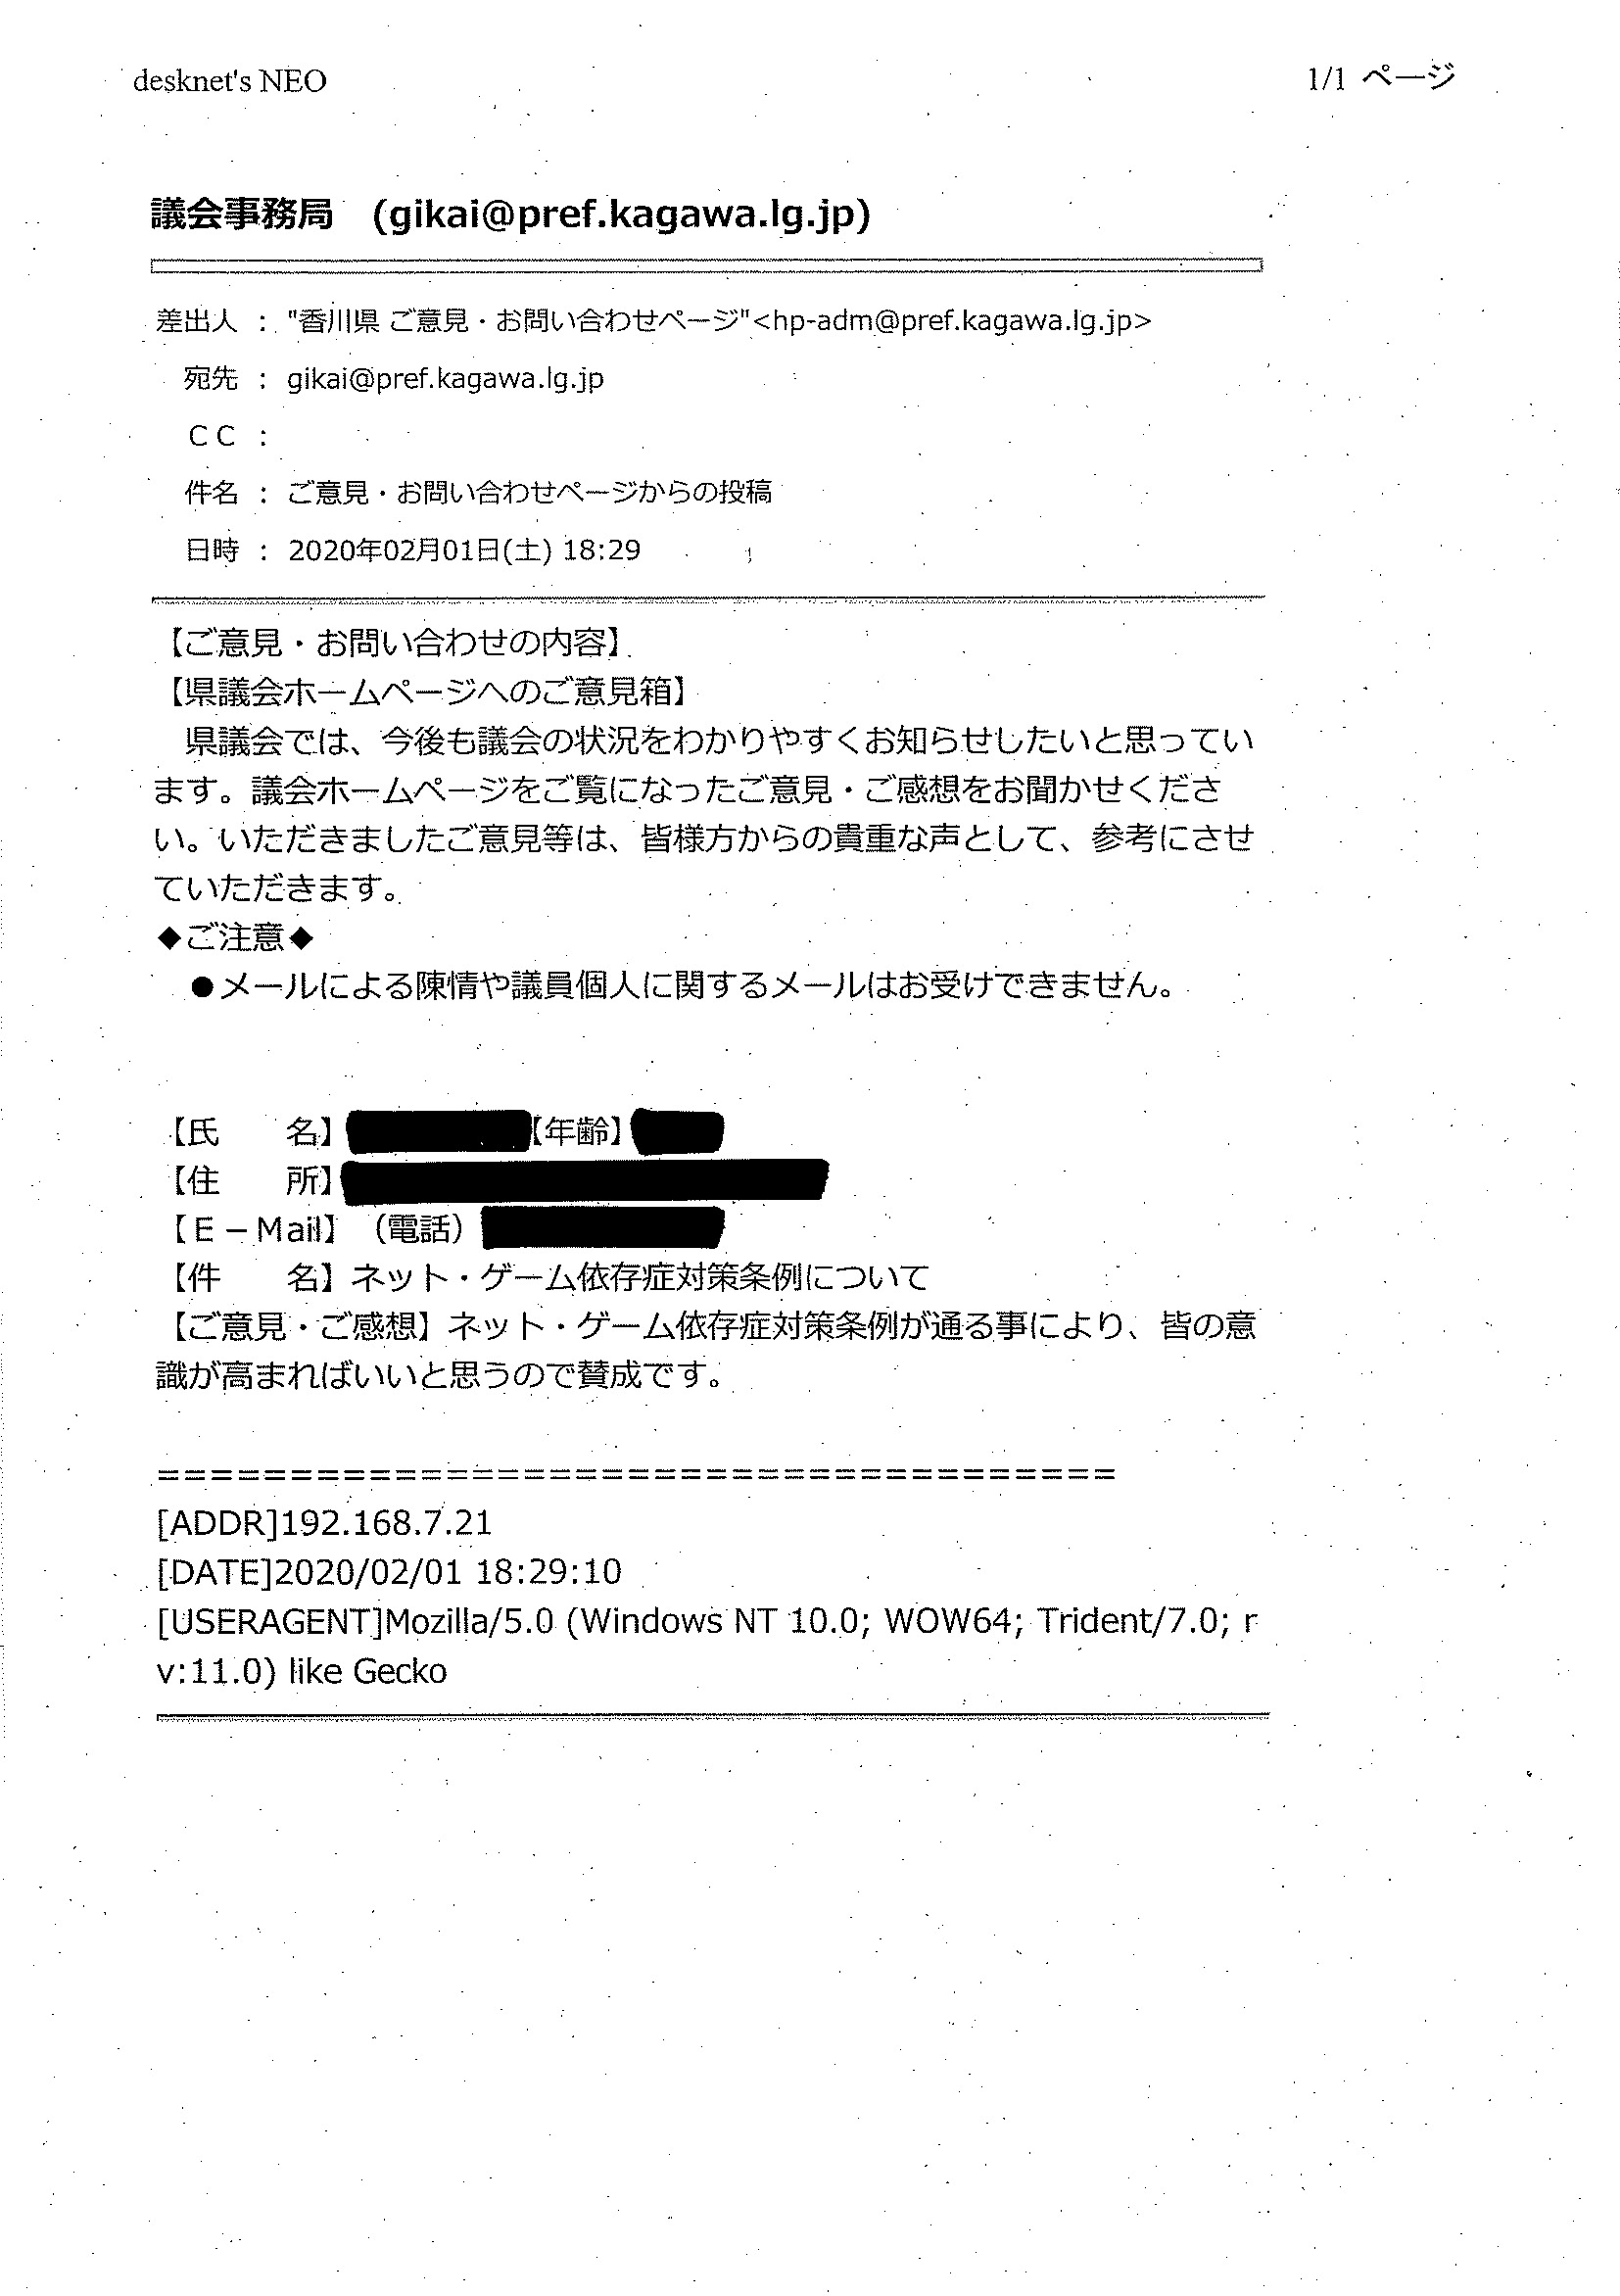 desknet's NEO
1/1 ページ
議会事務局　(gikai@pref.kagawa.lg.jp)
差出人 ： "香川県 ご意見・お問い合わせページ"<hp-adm@pref.kagawa.lg.jp>
宛先 ： gikai@pref.kagawa.lg.jp
ＣＣ ：
件名 ： ご意見・お問い合わせページからの投稿
日時 ： 2020年02月01日(土) 18:29
【ご意見・お問い合わせの内容】
【県議会ホームページへのご意見箱】
　県議会では、今後も議会の状況をわかりやすくお知らせしたいと思ってい
ます。議会ホームページをご覧になったご意見・ご感想をお聞かせくださ
い。いただきましたご意見等は、皆様方からの貴重な声として、参考にさせ
ていただきます。
◆ご注意◆
　●メールによる陳情や議員個人に関するメールはお受けできません。
【氏　　名】【年齢】
【住　　所】
【Ｅ－Mail】（電話）
【件　　名】ネット・ゲーム依存症対策条例について
【ご意見・ご感想】ネット・ゲーム依存症対策条例が通る事により、皆の意
識が高まればいいと思うので賛成です。
=====================================
[ADDR]192.168.7.21
[DATE]2020/02/01 18:29:10
[USERAGENT]Mozilla/5.0 (Windows NT 10.0; WOW64; Trident/7.0; r
v:11.0) like Gecko